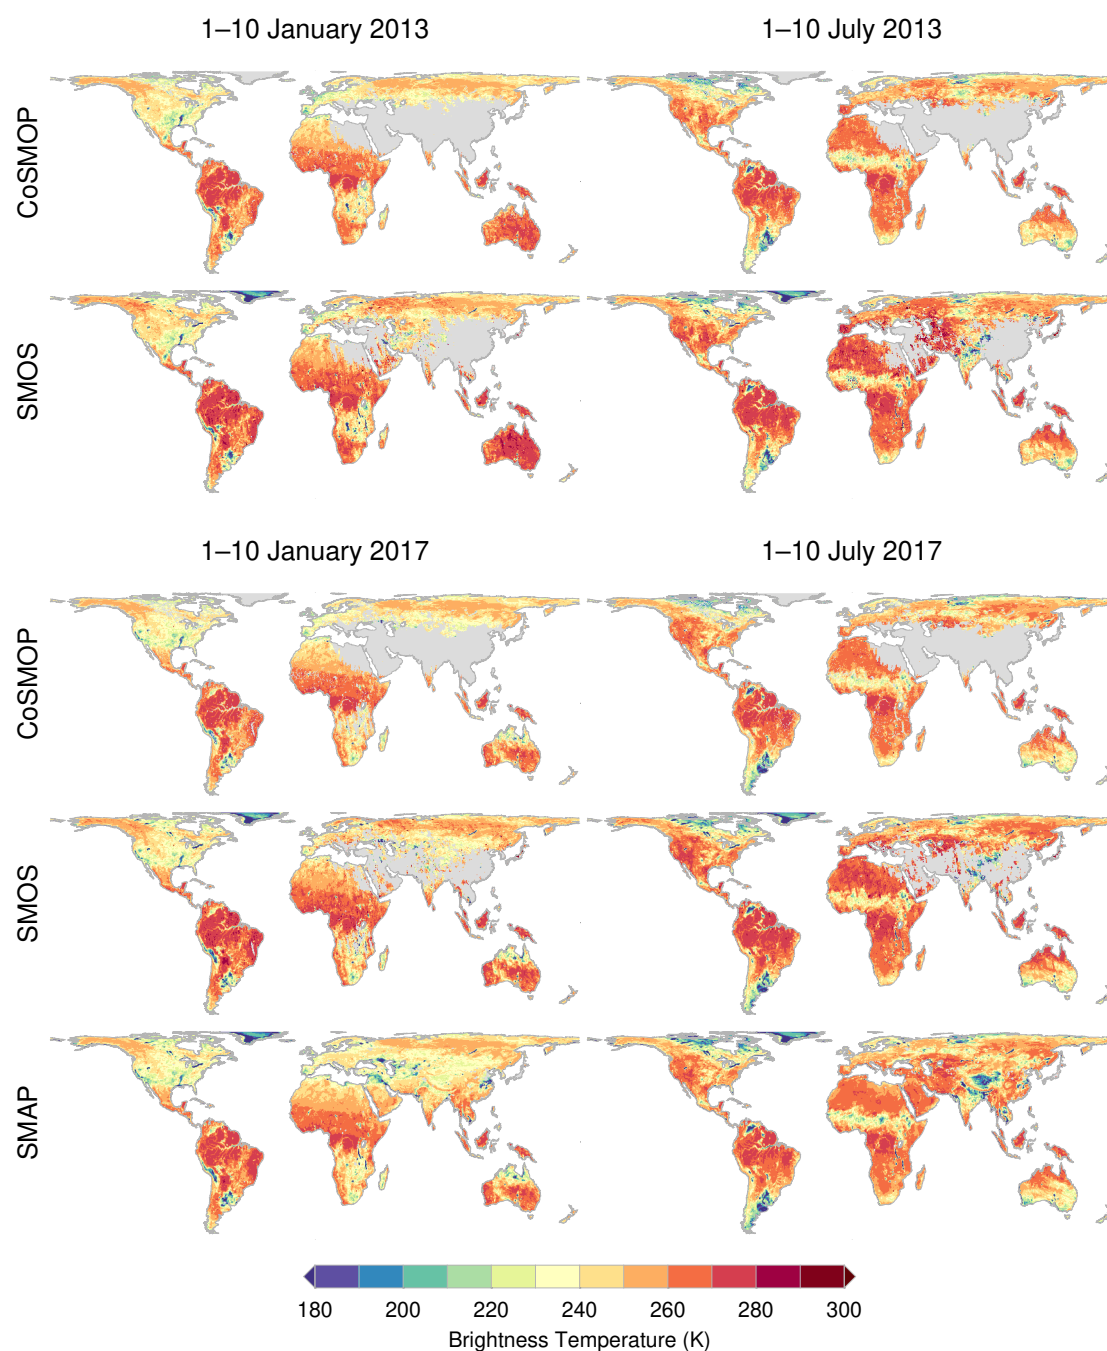 1–10 January 2013
1–10 July 2013
CoSMOP
SMOS
1–10 January 2017
1–10 July 2017
CoSMOP
SMOS
SMAP
180 200 220 240 260 280 300
Brightness Temperature (K)